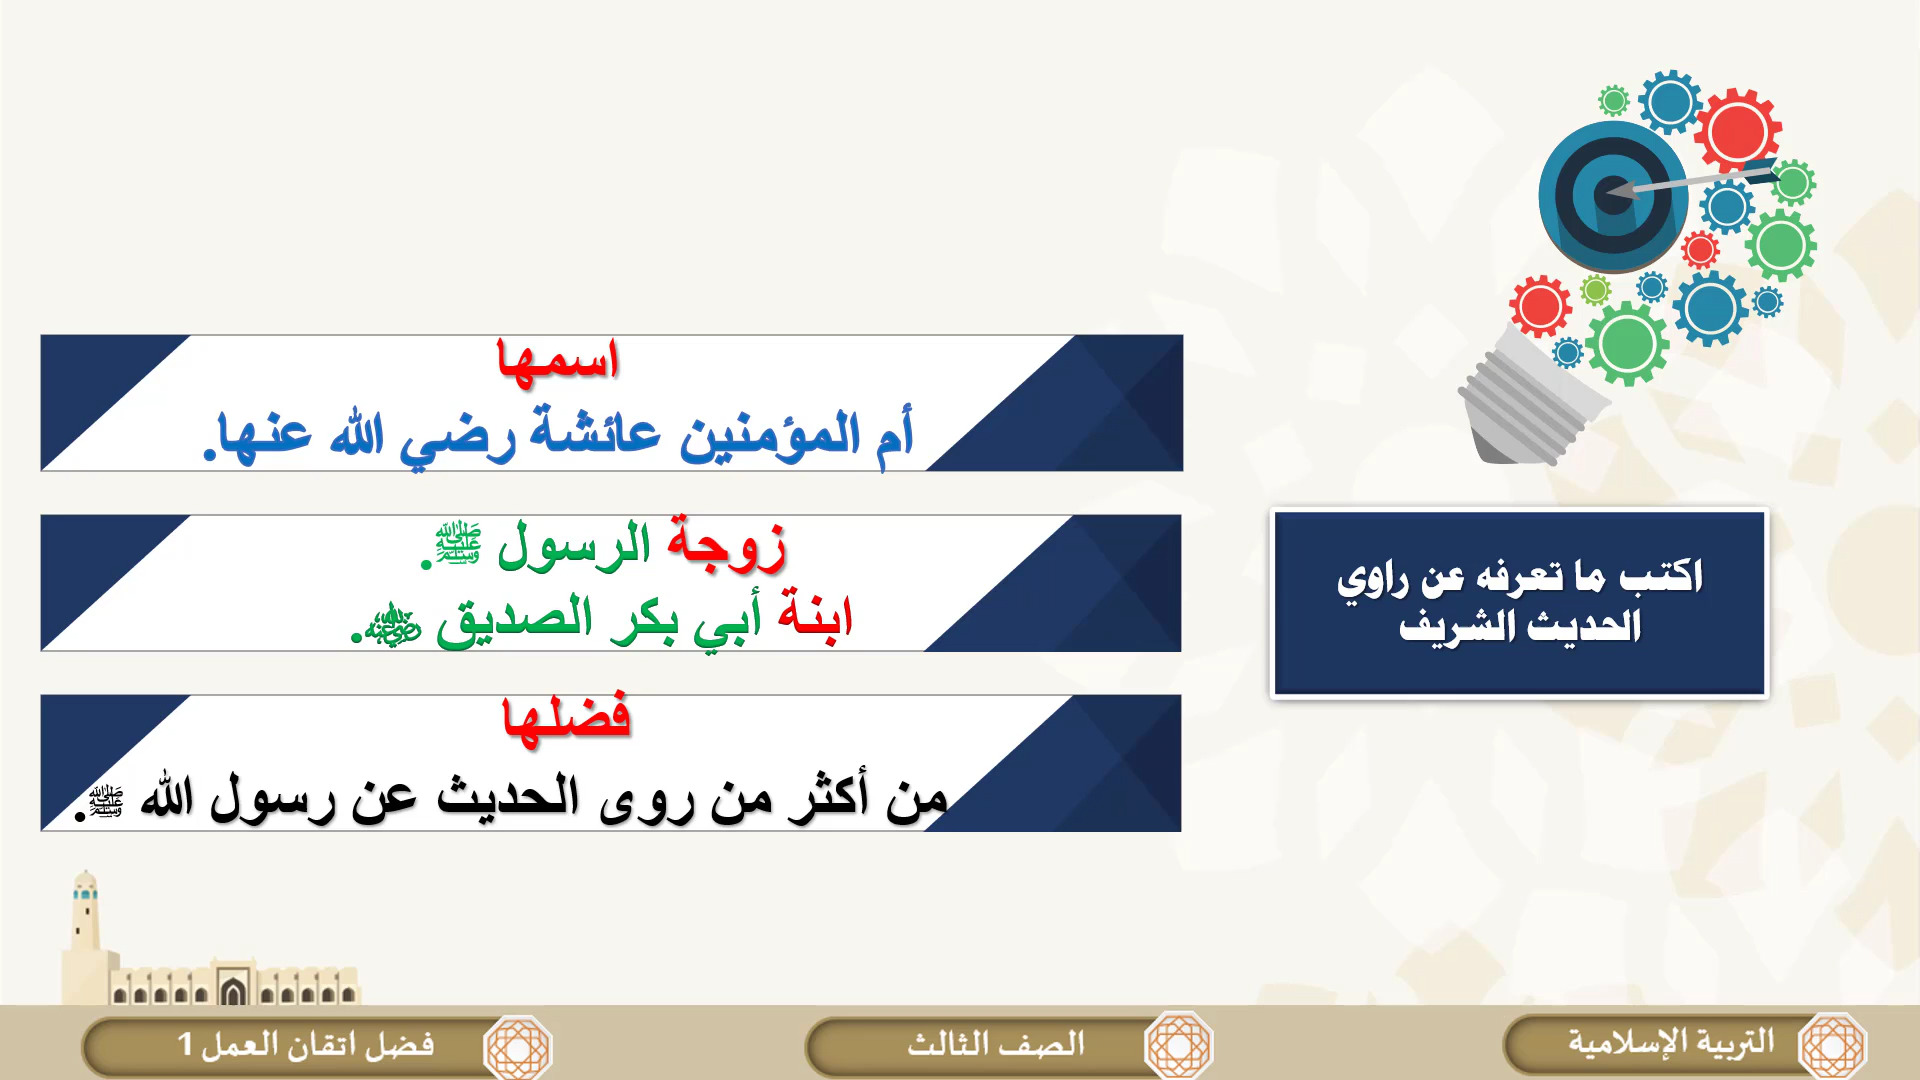 اكتب ما تعرفه عن راوي
الحديث الشريف
اسمها
أم المؤمنين عائشة رضي الله عنها.
زوجة الرسول ﷺ.
ابنة أبي بكر الصديق رضي الله عنه.
فضلها
من أكثر من روى الحديث عن رسول الله ﷺ.
التربية الإسلامية
الصف الثالث
فضل اتقان العمل 1